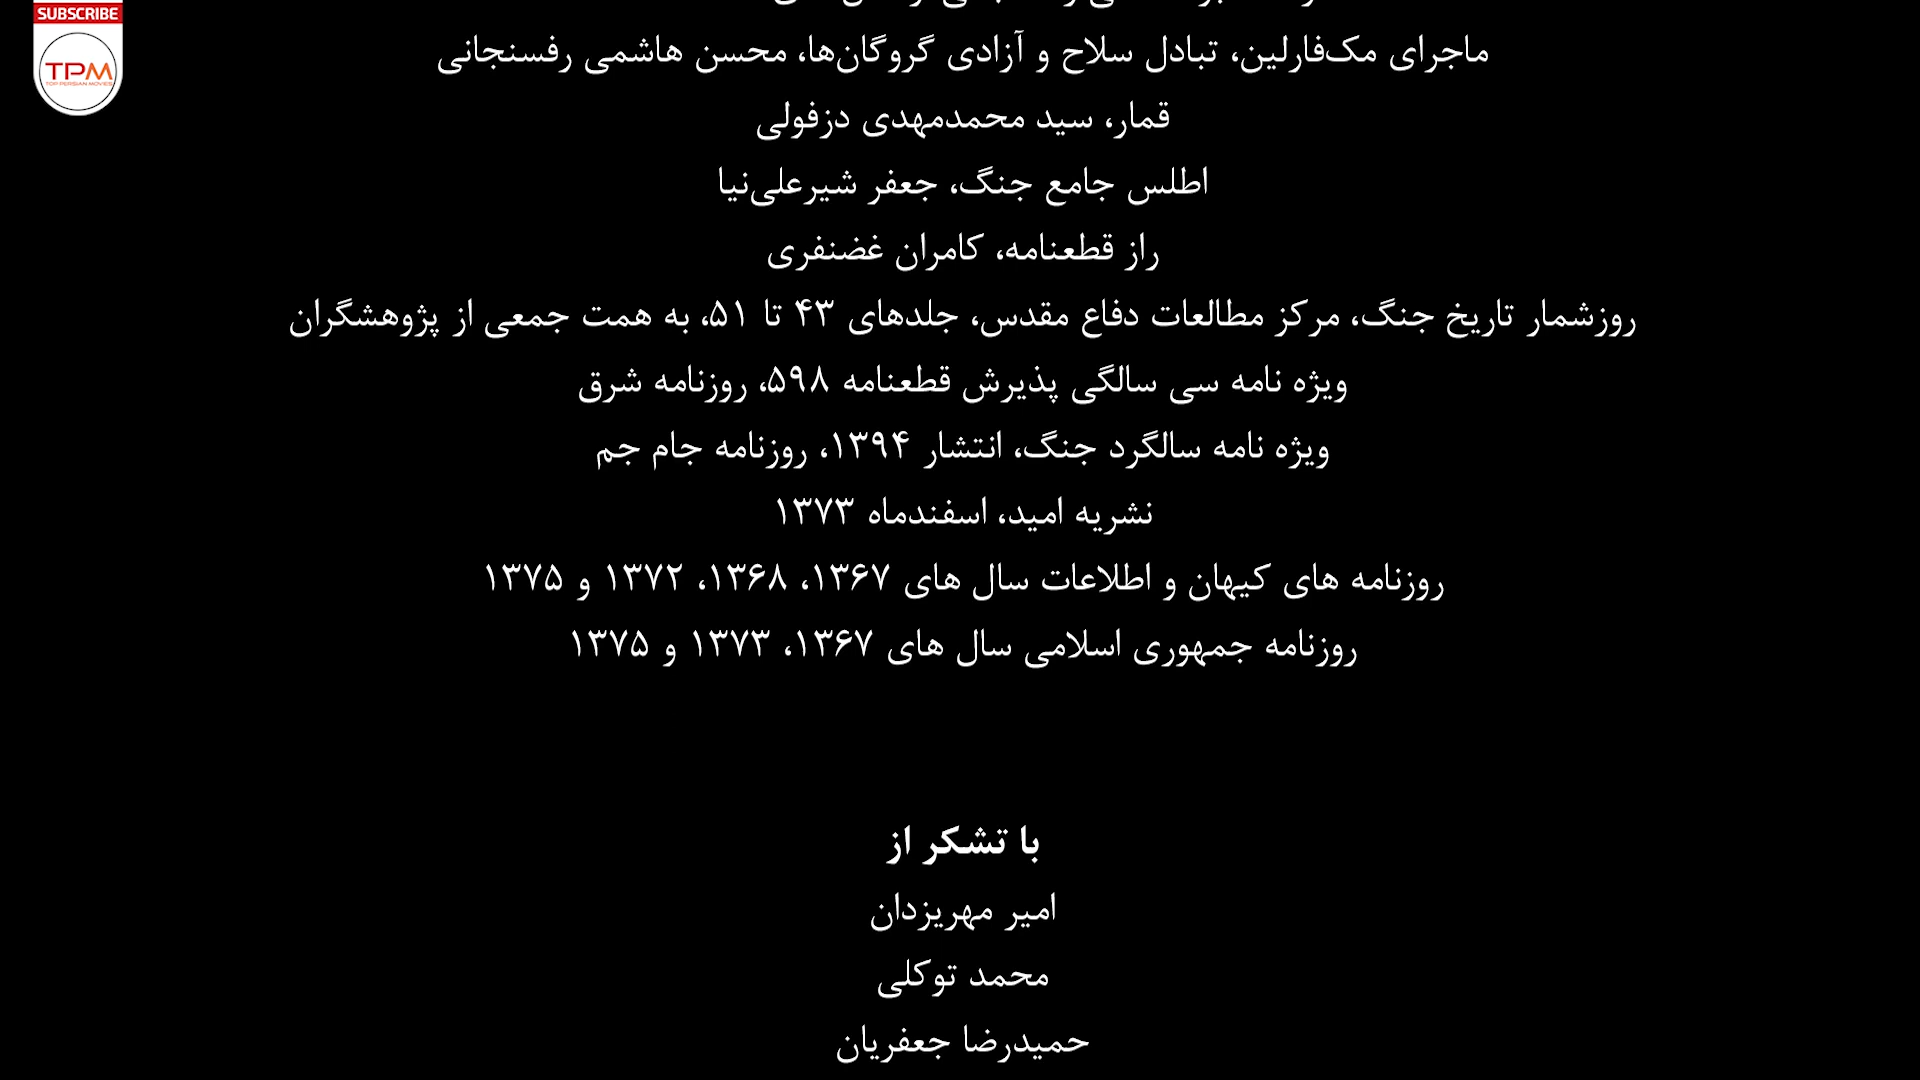 SUBSCRIBE
TPM
TOP PERSIAN MOVIES
ماجرای مک‌فارلین، تبادل سلاح و آزادی گروگان‌ها، محسن هاشمی رفسنجانی
قمار، سید محمدمهدی دزفولی
اطلس جامع جنگ، جعفر شیرعلی‌نیا
راز قطعنامه، کامران غضنفری
روزشمار تاریخ جنگ، مرکز مطالعات دفاع مقدس، جلدهای ۴۳ تا ۵۱، به همت جمعی از پژوهشگران
ویژه نامه سی سالگی پذیرش قطعنامه ۵۹۸، روزنامه شرق
ویژه نامه سالگرد جنگ، انتشار ۱۳۹۴، روزنامه جام جم
نشریه امید، اسفندماه ۱۳۷۳
روزنامه های کیهان و اطلاعات سال های ۱۳۶۷، ۱۳۶۸، ۱۳۷۲ و ۱۳۷۵
روزنامه جمهوری اسلامی سال های ۱۳۶۷، ۱۳۷۳ و ۱۳۷۵
با تشکر از
امیر مهریزدان
محمد توکلی
حمیدرضا جعفریان